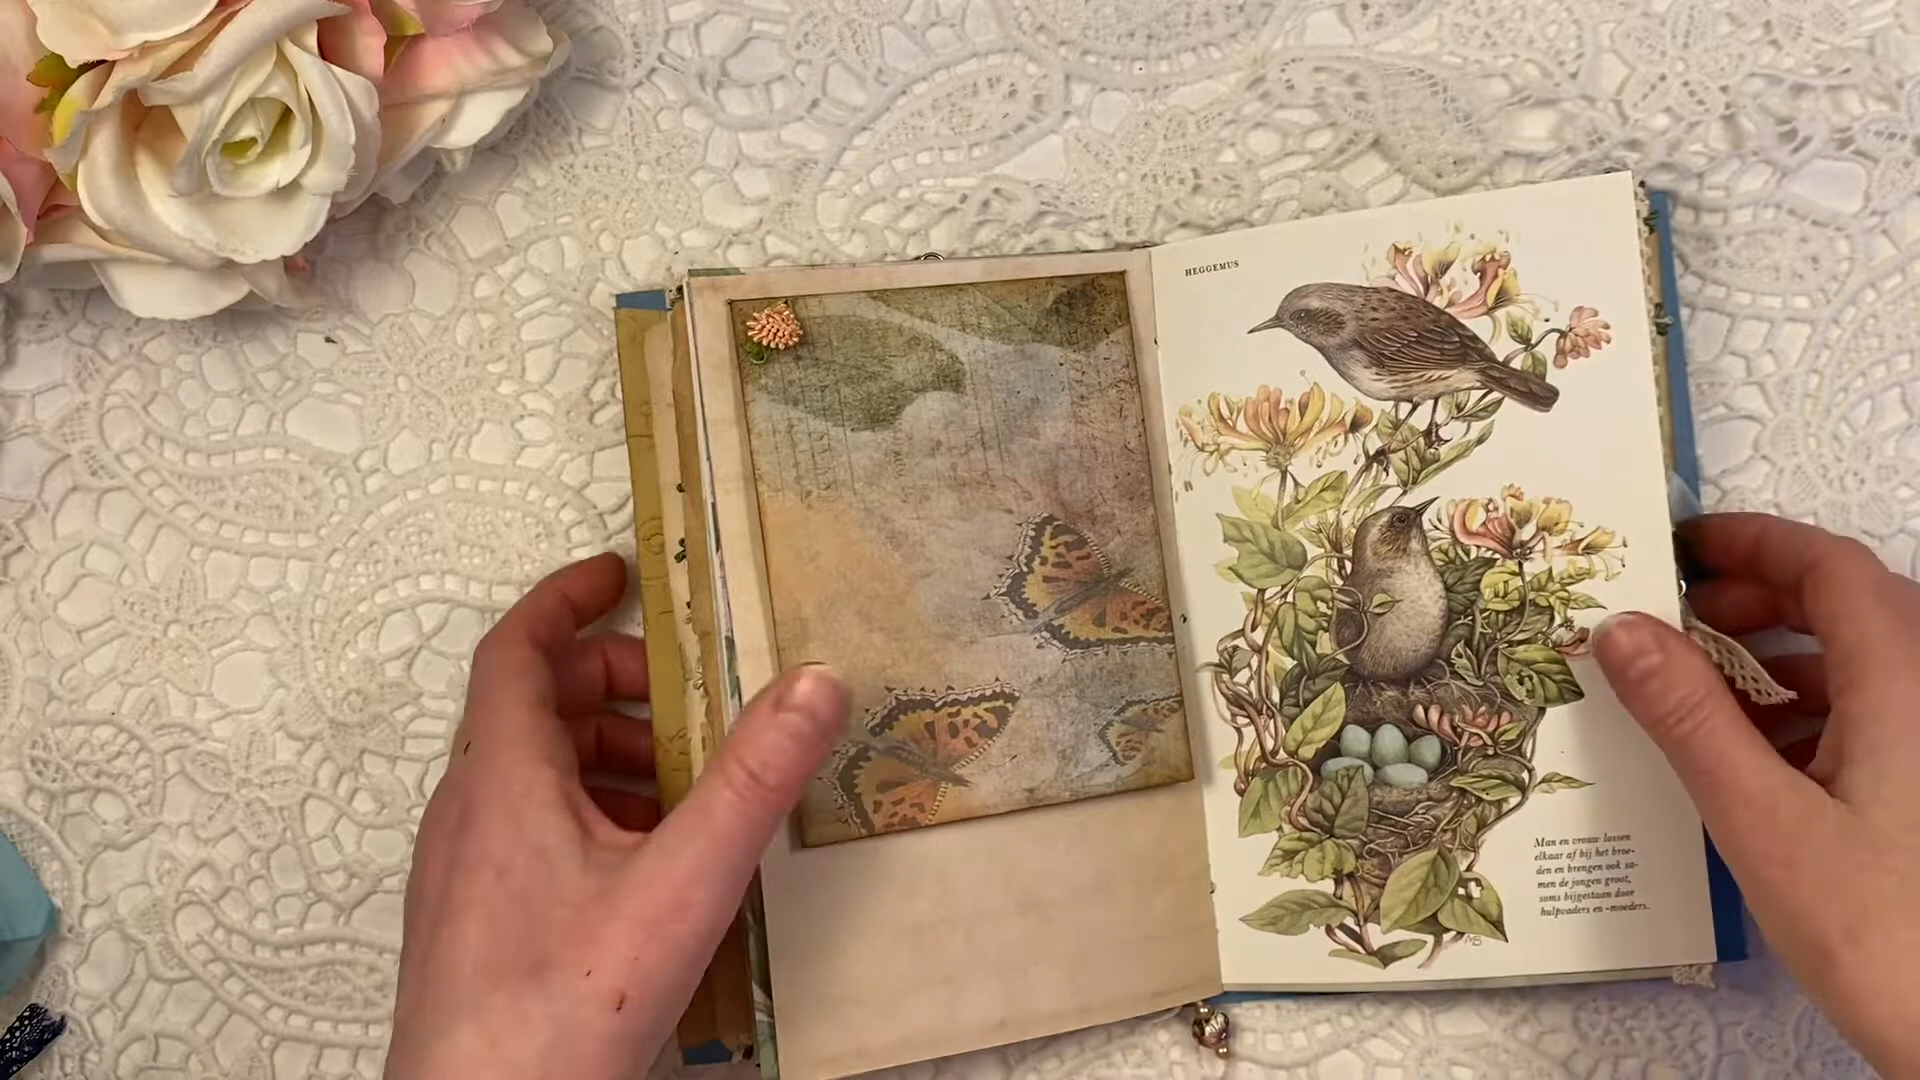 HEGGEMUS
Man en vrouw lossen
elkaar af bij het broe-
den en brengen ook sa-
men de jongen groot,
soms bijgestaan door
hulpvaders en -moeders.
MB